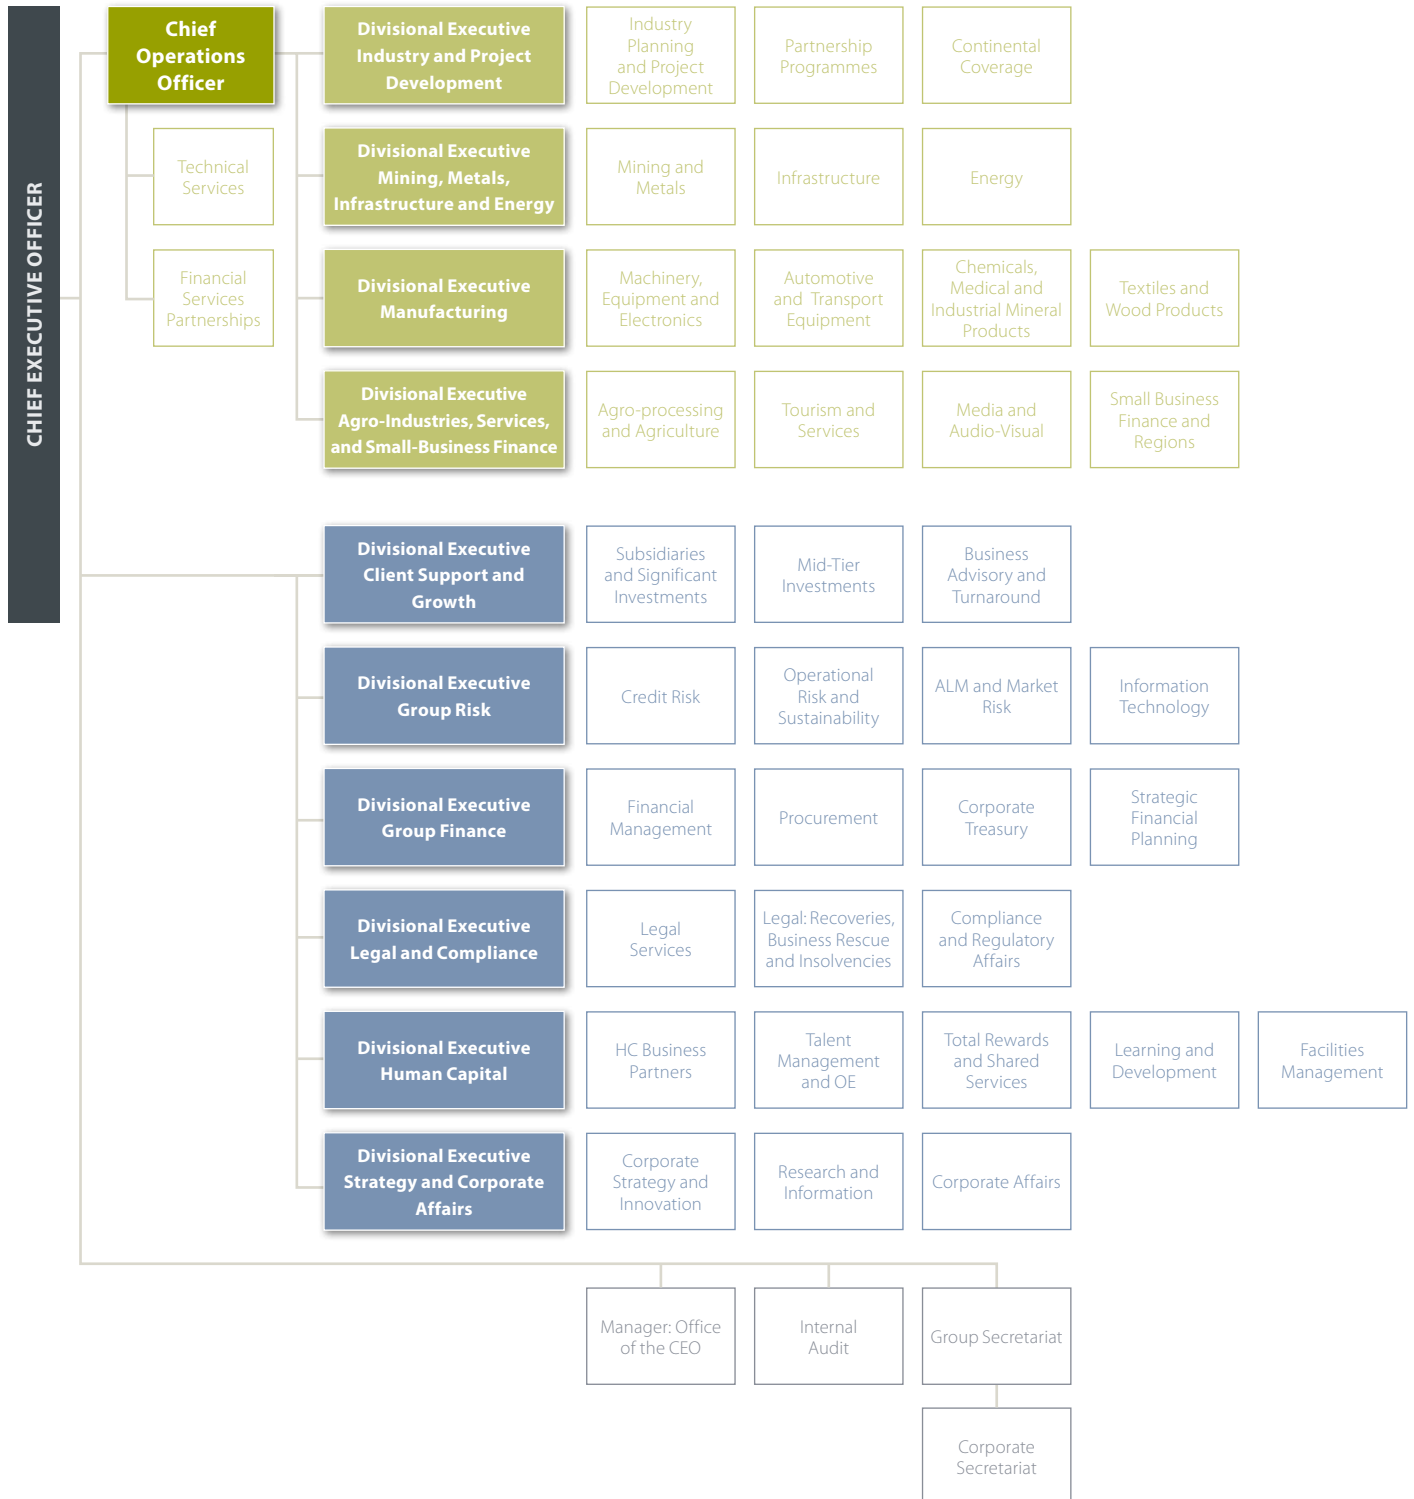 CHIEF EXECUTIVE OFFICER
Chief
Operations
Officer
Technical
Services
Financial
Services
Partnerships
Divisional Executive
Industry and Project
Development
Industry
Planning
and Project
Development
Partnership
Programmes
Continental
Coverage
Divisional Executive
Mining, Metals,
Infrastructure and Energy
Mining and
Metals
Infrastructure
Energy
Divisional Executive
Manufacturing
Machinery,
Equipment and
Electronics
Automotive
and Transport
Equipment
Chemicals,
Medical and
Industrial Mineral
Products
Textiles and
Wood Products
Divisional Executive
Agro-Industries, Services,
and Small-Business Finance
Agro-processing
and Agriculture
Tourism and
Services
Media and
Audio-Visual
Small Business
Finance and
Regions
Divisional Executive
Client Support and
Growth
Subsidiaries
and Significant
Investments
Mid-Tier
Investments
Business
Advisory and
Turnaround
Divisional Executive
Group Risk
Credit Risk
Operational
Risk and
Sustainability
ALM and Market
Risk
Information
Technology
Divisional Executive
Group Finance
Financial
Management
Procurement
Corporate
Treasury
Strategic
Financial
Planning
Divisional Executive
Legal and Compliance
Legal
Services
Legal: Recoveries,
Business Rescue
and Insolvencies
Compliance
and Regulatory
Affairs
Divisional Executive
Human Capital
HC Business
Partners
Talent
Management
and OE
Total Rewards
and Shared
Services
Learning and
Development
Facilities
Management
Divisional Executive
Strategy and Corporate
Affairs
Corporate
Strategy and
Innovation
Research and
Information
Corporate Affairs
Manager: Office
of the CEO
Internal
Audit
Group Secretariat
Corporate
Secretariat